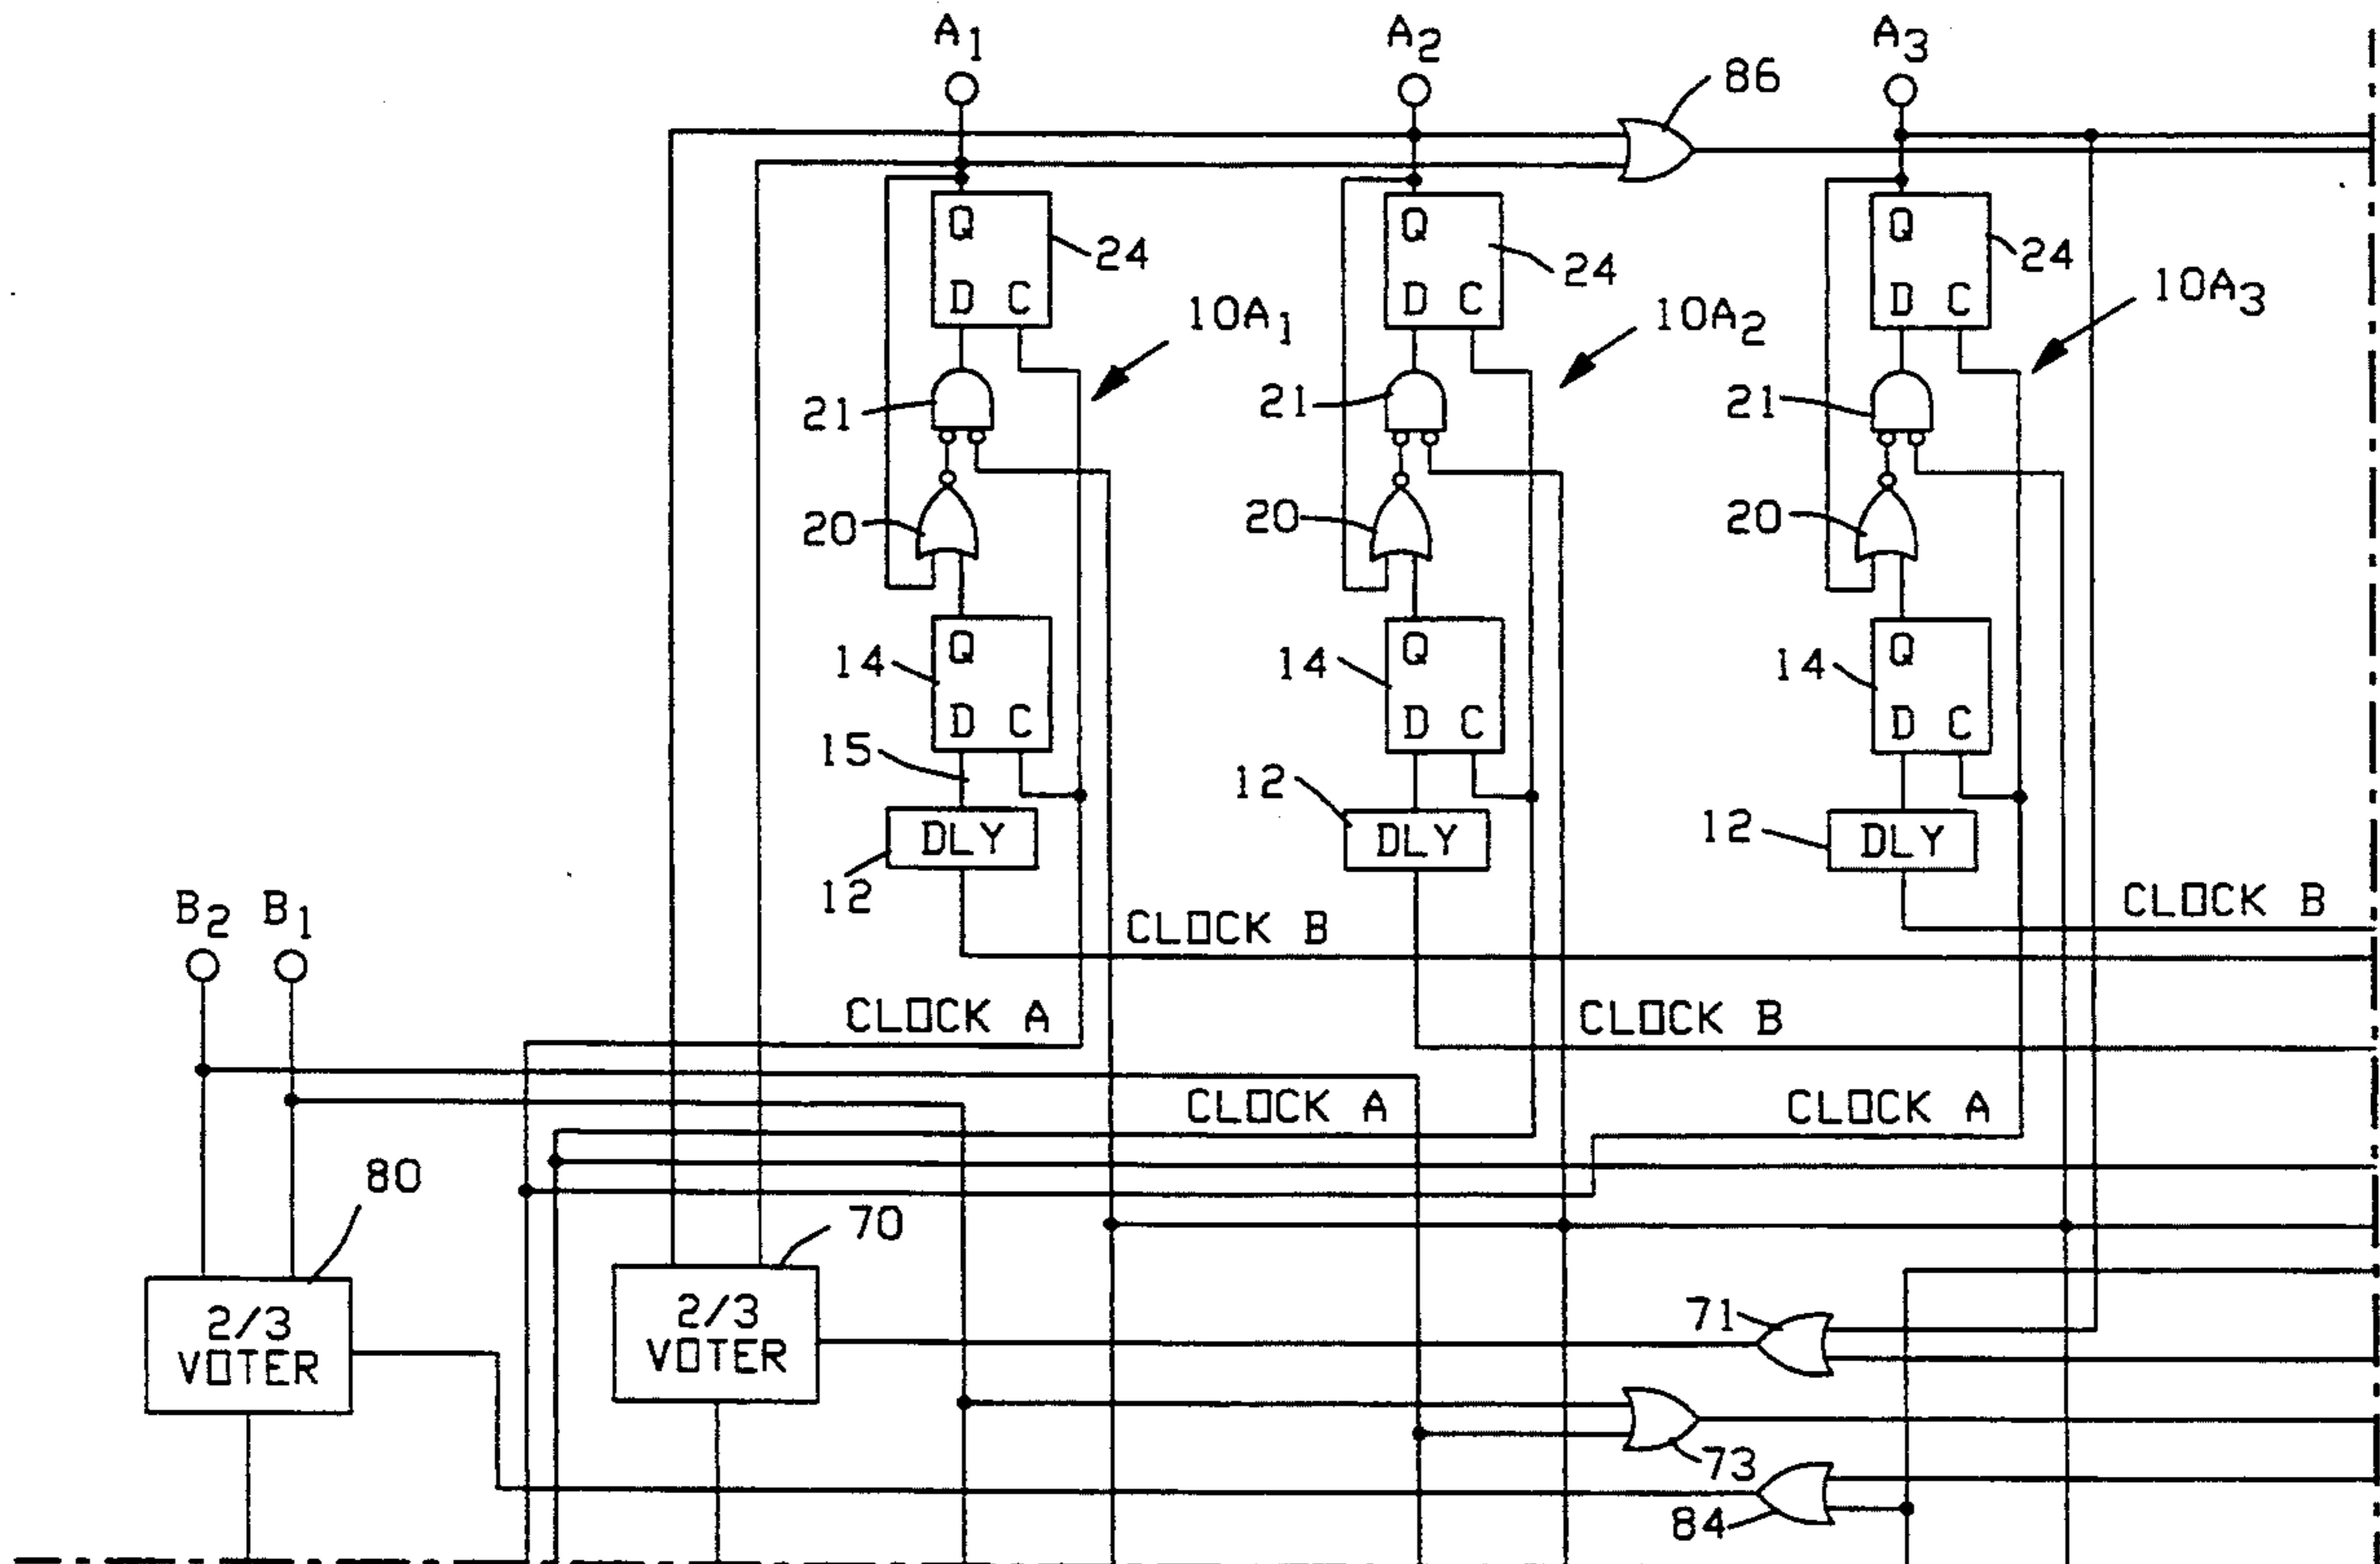 A1 A2 A3
86
Q Q Q
24 24 24
D C D C D C
10A1 10A2 10A3
21 21 21
20 20 20
Q Q Q
14 14 14
D C D C D C
15
12 12
DLY DLY DLY
12
B2 B1
CLOCK B CLOCK B
CLOCK A CLOCK B
CLOCK A CLOCK A
80
70
2/3 2/3
VOTER VOTER
71
73
84